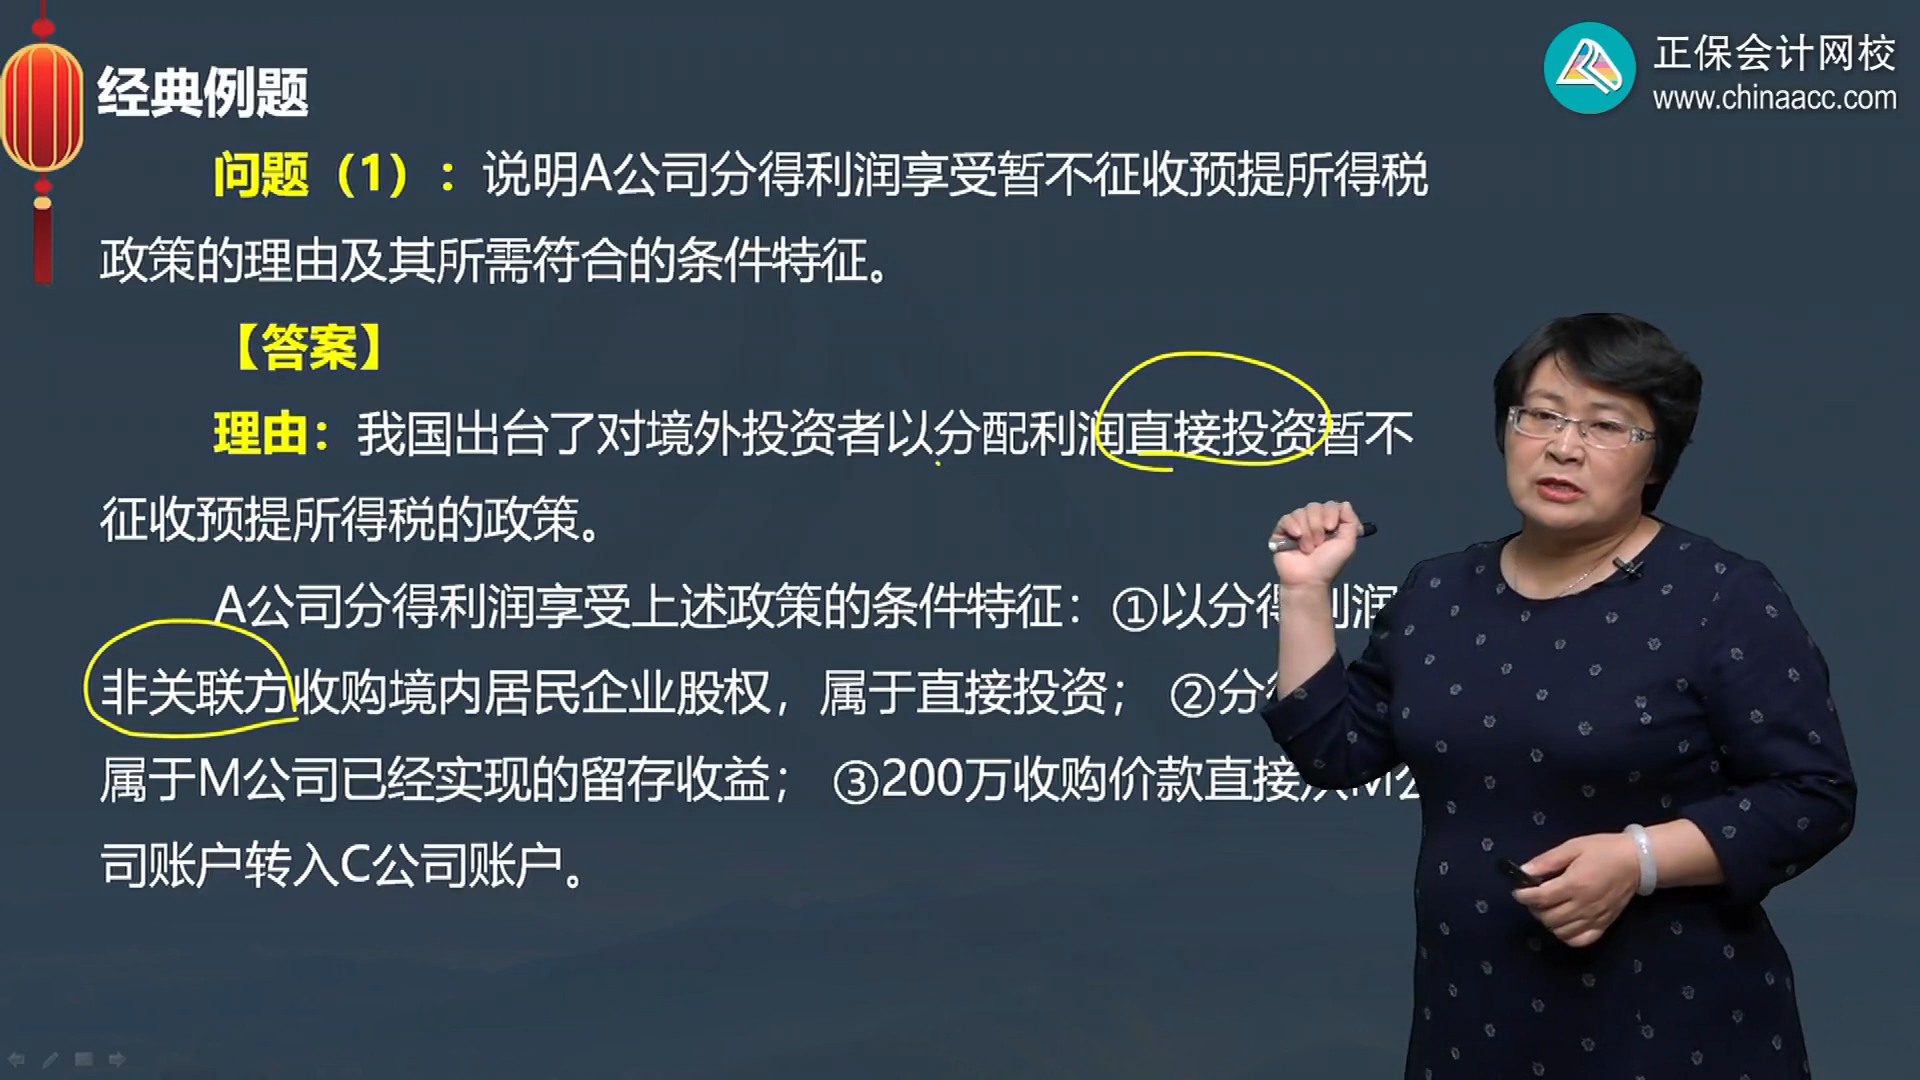 正保会计网校
www.chinaacc.com
经典例题
问题（1）：说明A公司分得利润享受暂不征收预提所得税
政策的理由及其所需符合的条件特征。
【答案】
理由：我国出台了对境外投资者以分配利润直接投资暂不
征收预提所得税的政策。
A公司分得利润享受上述政策的条件特征：①以分得利润
非关联方收购境内居民企业股权，属于直接投资； ②分
属于M公司已经实现的留存收益； ③200万收购价款直接从M公
司账户转入C公司账户。